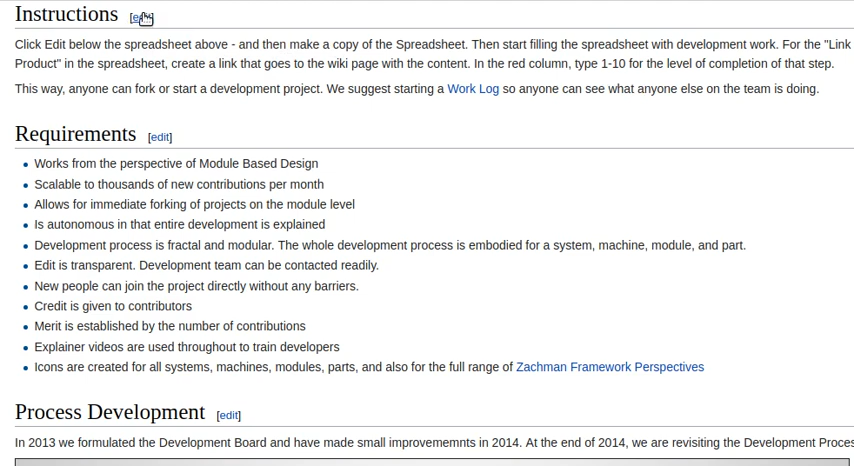 Instructions [edit]
Click Edit below the spreadsheet above - and then make a copy of the Spreadsheet. Then start filling the spreadsheet with development work. For the "Link
Product" in the spreadsheet, create a link that goes to the wiki page with the content. In the red column, type 1-10 for the level of completion of that step.
This way, anyone can fork or start a development project. We suggest starting a Work Log so anyone can see what anyone else on the team is doing.
Requirements [edit]
Works from the perspective of Module Based Design
Scalable to thousands of new contributions per month
Allows for immediate forking of projects on the module level
Is autonomous in that entire development is explained
Development process is fractal and modular. The whole development process is embodied for a system, machine, module, and part.
Edit is transparent. Development team can be contacted readily.
New people can join the project directly without any barriers.
Credit is given to contributors
Merit is established by the number of contributions
Explainer videos are used throughout to train developers
Icons are created for all systems, machines, modules, parts, and also for the full range of Zachman Framework Perspectives
Process Development [edit]
In 2013 we formulated the Development Board and have made small improvememnts in 2014. At the end of 2014, we are revisiting the Development Proces